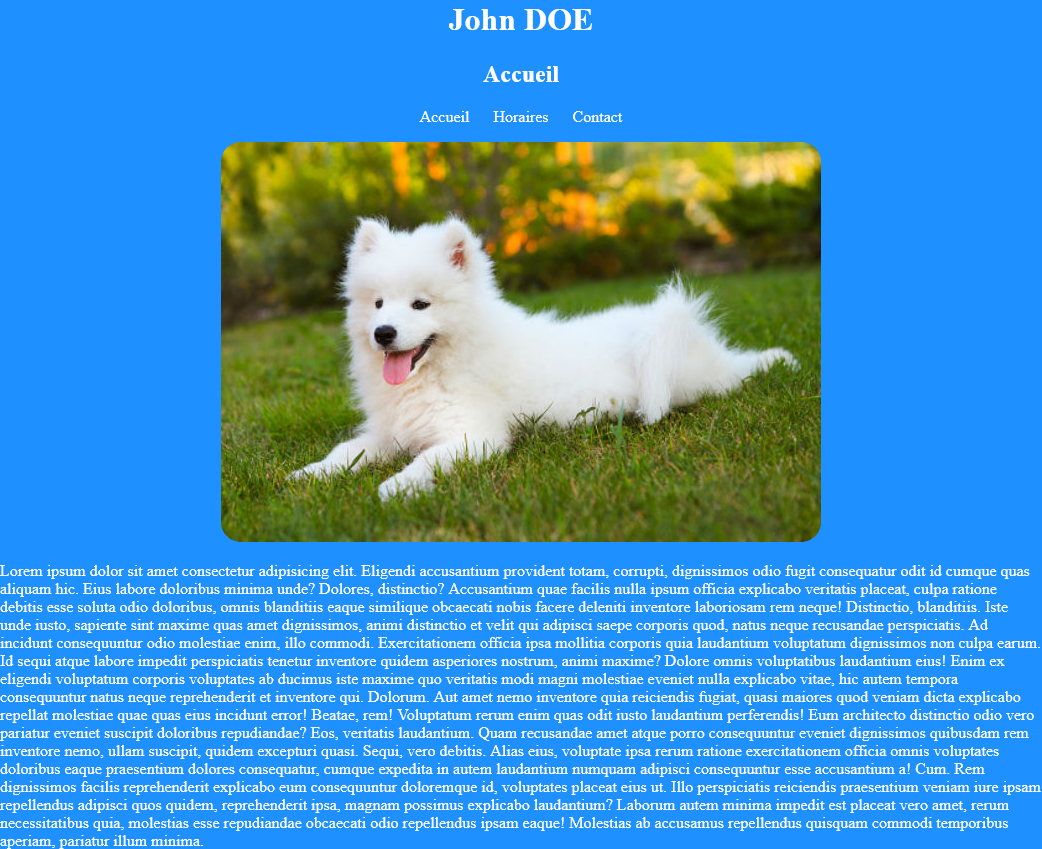 John DOE
Accueil
Accueil Horaires Contact
Lorem ipsum dolor sit amet consectetur adipisicing elit. Eligendi accusantium provident totam, corrupti, dignissimos odio fugit consequatur odit id cumque quas
aliquam hic. Eius labore doloribus minima unde? Dolores, distinctio? Accusantium quae facilis nulla ipsum officia explicabo veritatis placeat, culpa ratione
debitis esse soluta odio doloribus, omnis blanditiis eaque similique obcaecati nobis facere deleniti inventore laboriosam rem neque! Distinctio, blanditiis. Iste
unde iusto, sapiente sint maxime quas amet dignissimos, animi distinctio et velit qui adipisci saepe corporis quod, natus neque recusandae perspiciatis. Ad
incidunt consequuntur odio molestiae enim, illo commodi. Exercitationem officia ipsa mollitia corporis quia laudantium voluptatum dignissimos non culpa earum.
Id sequi atque labore impedit perspiciatis tenetur inventore quidem asperiores nostrum, animi maxime? Dolore omnis voluptatibus laudantium eius! Enim ex
eligendi voluptatum corporis voluptates ab ducimus iste maxime quo veritatis modi magni molestiae eveniet nulla explicabo vitae, hic autem tempora
consequuntur natus neque reprehenderit et inventore qui. Dolorum. Aut amet nemo inventore quia reiciendis fugiat, quasi maiores quod veniam dicta explicabo
repellat molestiae quae quas eius incidunt error! Beatae, rem! Voluptatum rerum enim quas odit iusto laudantium perferendis! Eum architecto distinctio odio vero
pariatur eveniet suscipit doloribus repudiandae? Eos, veritatis laudantium. Quam recusandae amet atque porro consequuntur eveniet dignissimos quibusdam rem
inventore nemo, ullam suscipit, quidem excepturi quasi. Sequi, vero debitis. Alias eius, voluptate ipsa rerum ratione exercitationem officia omnis voluptates
doloribus eaque praesentium dolores consequatur, cumque expedita in autem laudantium numquam adipisci consequuntur esse accusantium a! Cum. Rem
dignissimos facilis reprehenderit explicabo eum consequuntur doloremque id, voluptates placeat eius ut. Illo perspiciatis reiciendis praesentium veniam iure ipsam
repellendus adipisci quos quidem, reprehenderit ipsa, magnam possimus explicabo laudantium? Laborum autem minima impedit est placeat vero amet, rerum
necessitatibus quia, molestias esse repudiandae obcaecati odio repellendus ipsam eaque! Molestias ab accusamus repellendus quisquam commodi temporibus
aperiam, pariatur illum minima.